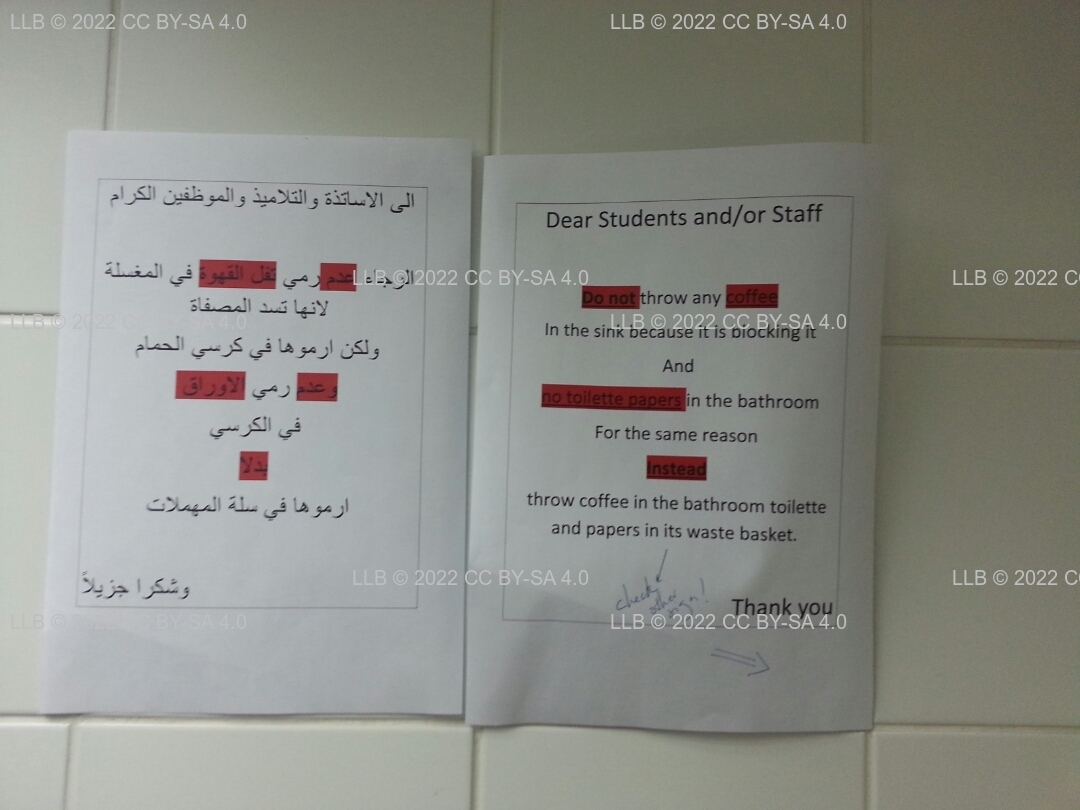 الى الاساتذة والتلاميذ والموظفين الكرام
الرجاء عدم رمي تفل القهوة في المغسلة
لانها تسد المصفاة
ولكن ارموها في كرسي الحمام
وعدم رمي الاوراق
في الكرسي
بدلا
ارموها في سلة المهملات
وشكرا جزيلاً
Dear Students and/or Staff
Do not throw any coffee
In the sink because it is blocking it
And
no toilette papers in the bathroom
For the same reason
Instead
throw coffee in the bathroom toilette
and papers in its waste basket.
check
other
sign!
Thank you
LLB © 2022 CC BY-SA 4.0
LLB © 2022 CC BY-SA 4.0
LLB © 2022 CC BY-SA 4.0
LLB © 2022 CC BY-SA 4.0
LLB © 2022 CC BY-SA 4.0
LLB © 2022 CC BY-SA 4.0
LLB © 2022 CC BY-SA 4.0
LLB © 2022 CC BY-SA 4.0
LLB © 2022 CC BY-SA 4.0
LLB © 2022 CC BY-SA 4.0